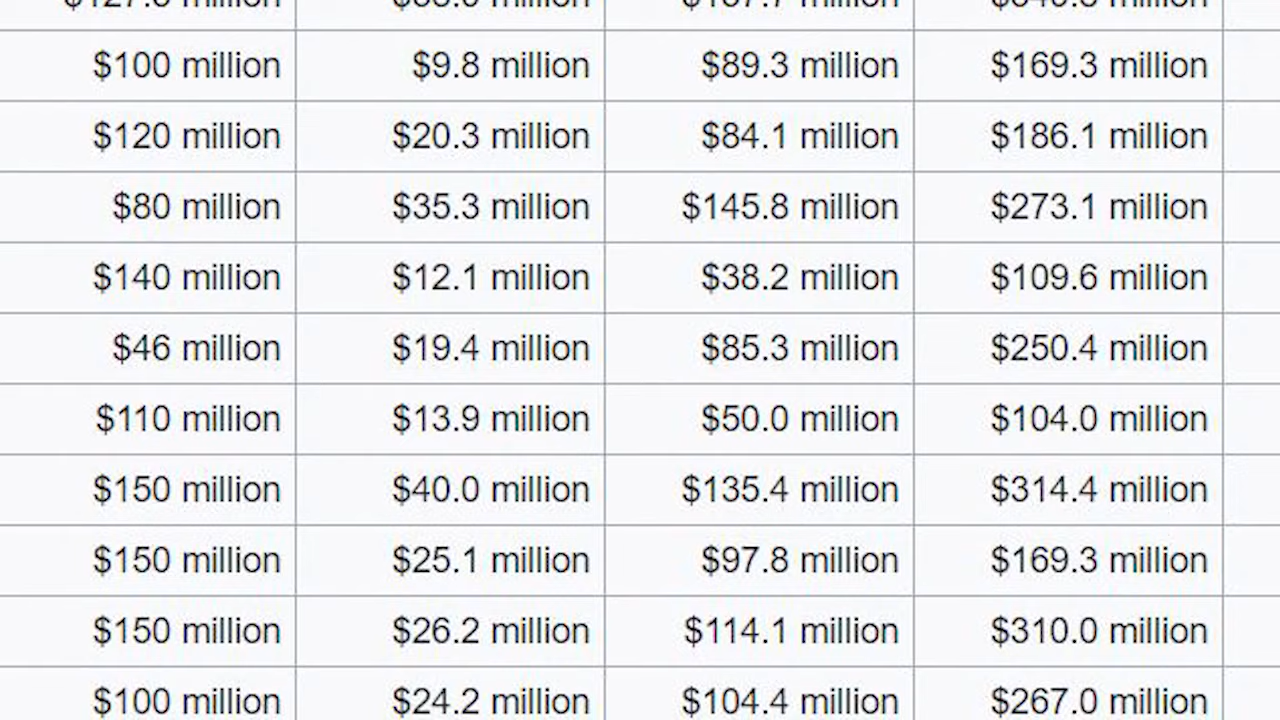 $100 million $9.8 million $89.3 million $169.3 million
$120 million $20.3 million $84.1 million $186.1 million
$80 million $35.3 million $145.8 million $273.1 million
$140 million $12.1 million $38.2 million $109.6 million
$46 million $19.4 million $85.3 million $250.4 million
$110 million $13.9 million $50.0 million $104.0 million
$150 million $40.0 million $135.4 million $314.4 million
$150 million $25.1 million $97.8 million $169.3 million
$150 million $26.2 million $114.1 million $310.0 million
$100 million $24.2 million $104.4 million $267.0 million